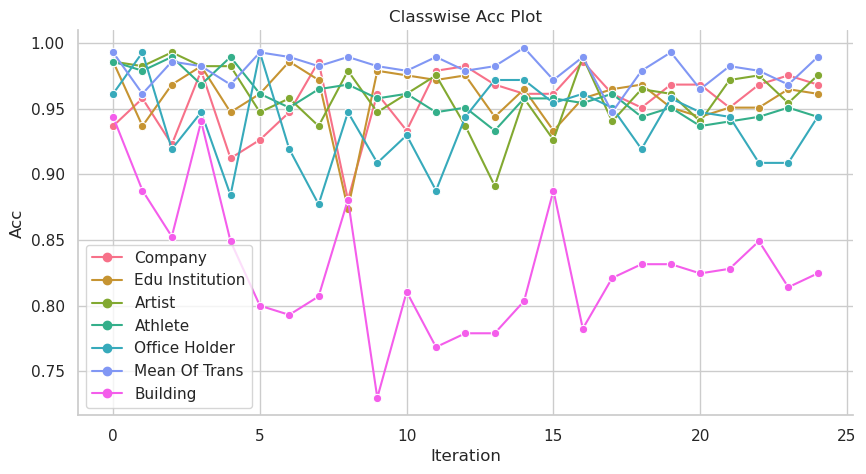 Classwise Acc Plot
Acc
1.00
0.95
0.90
0.85
0.80
0.75
Company
Edu Institution
Artist
Athlete
Office Holder
Mean Of Trans
Building
0 5 10 15 20 25
Iteration